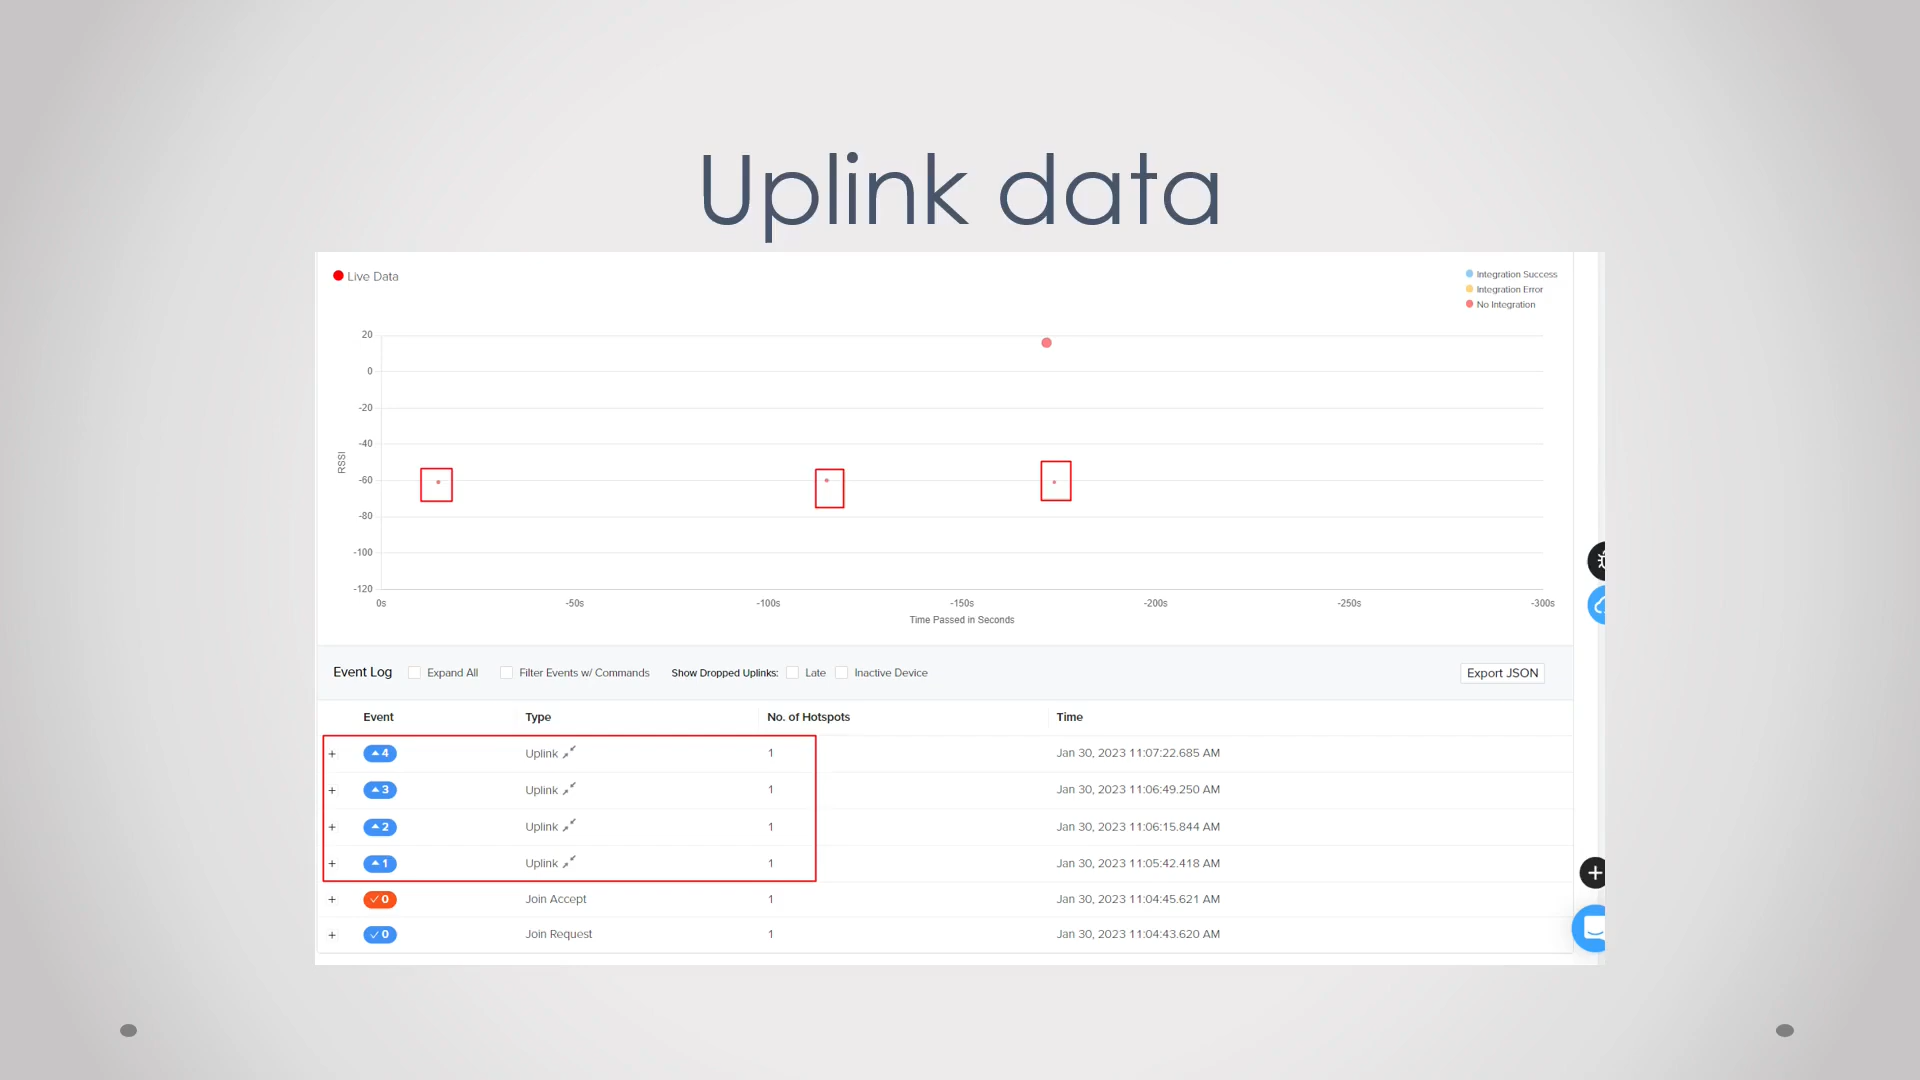 Uplink data
Live Data
Integration Success
Integration Error
No Integration
20
0
-20
-40
-60
-80
-100
-120
RSSI
0s -50s -100s -150s -200s -250s -300s
Time Passed in Seconds
Event Log Expand All Filter Events w/ Commands Show Dropped Uplinks: Late Inactive Device Export JSON
Event Type No. of Hotspots Time
+ 4 Uplink 1 Jan 30, 2023 11:07:22.685 AM
+ 3 Uplink 1 Jan 30, 2023 11:06:49.250 AM
+ 2 Uplink 1 Jan 30, 2023 11:06:15.844 AM
+ 1 Uplink 1 Jan 30, 2023 11:05:42.418 AM
+ 0 Join Accept 1 Jan 30, 2023 11:04:45.621 AM
+ 0 Join Request 1 Jan 30, 2023 11:04:43.620 AM